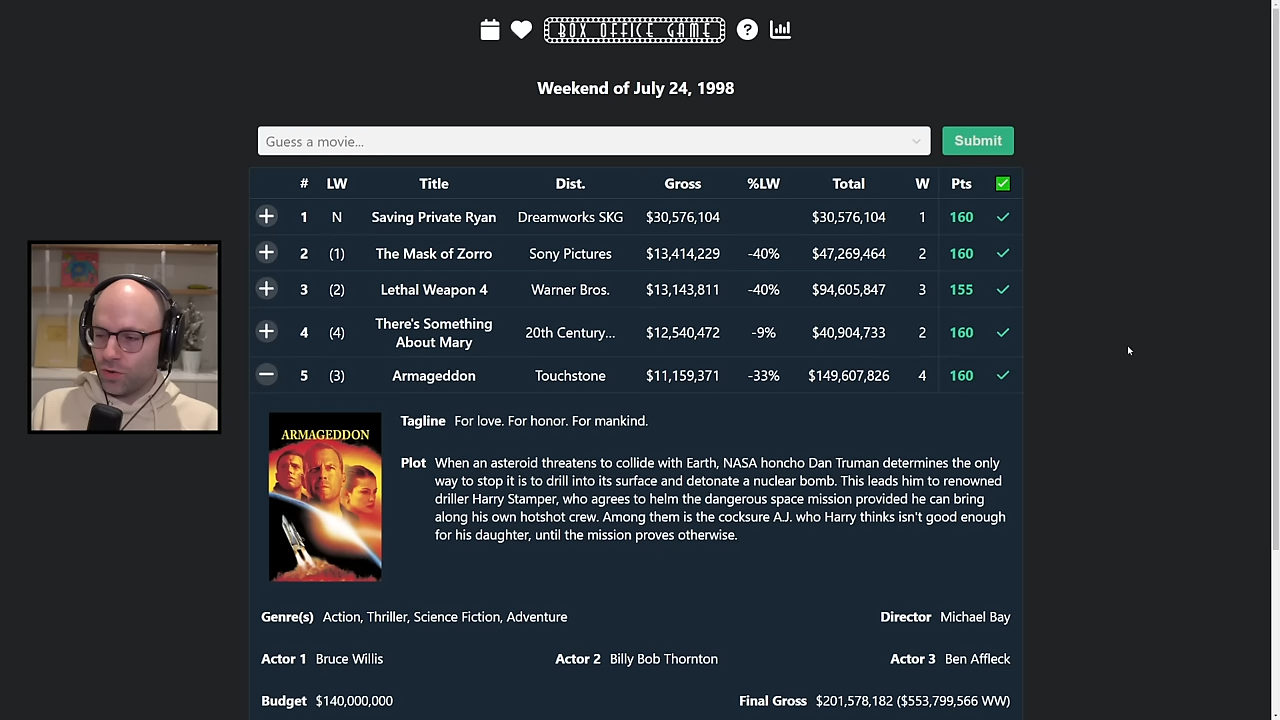 BOX OFFICE GAME
Weekend of July 24, 1998
Guess a movie...
Submit
# LW Title Dist. Gross %LW Total W Pts
1 N Saving Private Ryan Dreamworks SKG $30,576,104 $30,576,104 1 160
2 (1) The Mask of Zorro Sony Pictures $13,414,229 -40% $47,269,464 2 160
3 (2) Lethal Weapon 4 Warner Bros. $13,143,811 -40% $94,605,847 3 155
4 (4) There's Something About Mary 20th Century... $12,540,472 -9% $40,904,733 2 160
5 (3) Armageddon Touchstone $11,159,371 -33% $149,607,826 4 160
ARMAGEDDON
Tagline For love. For honor. For mankind.
Plot When an asteroid threatens to collide with Earth, NASA honcho Dan Truman determines the only
way to stop it is to drill into its surface and detonate a nuclear bomb. This leads him to renowned
driller Harry Stamper, who agrees to helm the dangerous space mission provided he can bring
along his own hotshot crew. Among them is the cocksure A.J. who Harry thinks isn't good enough
for his daughter, until the mission proves otherwise.
Genre(s) Action, Thriller, Science Fiction, Adventure
Director Michael Bay
Actor 1 Bruce Willis
Actor 2 Billy Bob Thornton
Actor 3 Ben Affleck
Budget $140,000,000
Final Gross $201,578,182 ($553,799,566 WW)